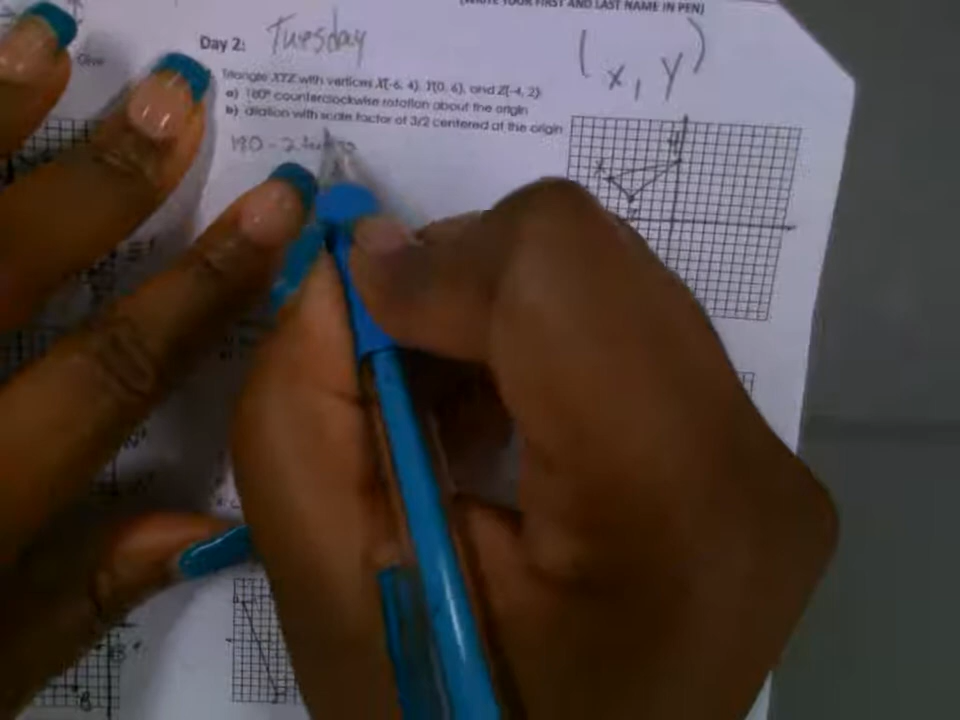 (WRITE YOUR FIRST AND LAST NAME IN PEN)
Day 2: Tuesday
(x, y)
Give
Triangle XYZ with vertices X(-6, 4), Y(0, 6), and Z(-4, 2):
a) 180° counterclockwise rotation about the origin
b) dilation with scale factor of 3/2 centered at the origin
180 - 2
X
B